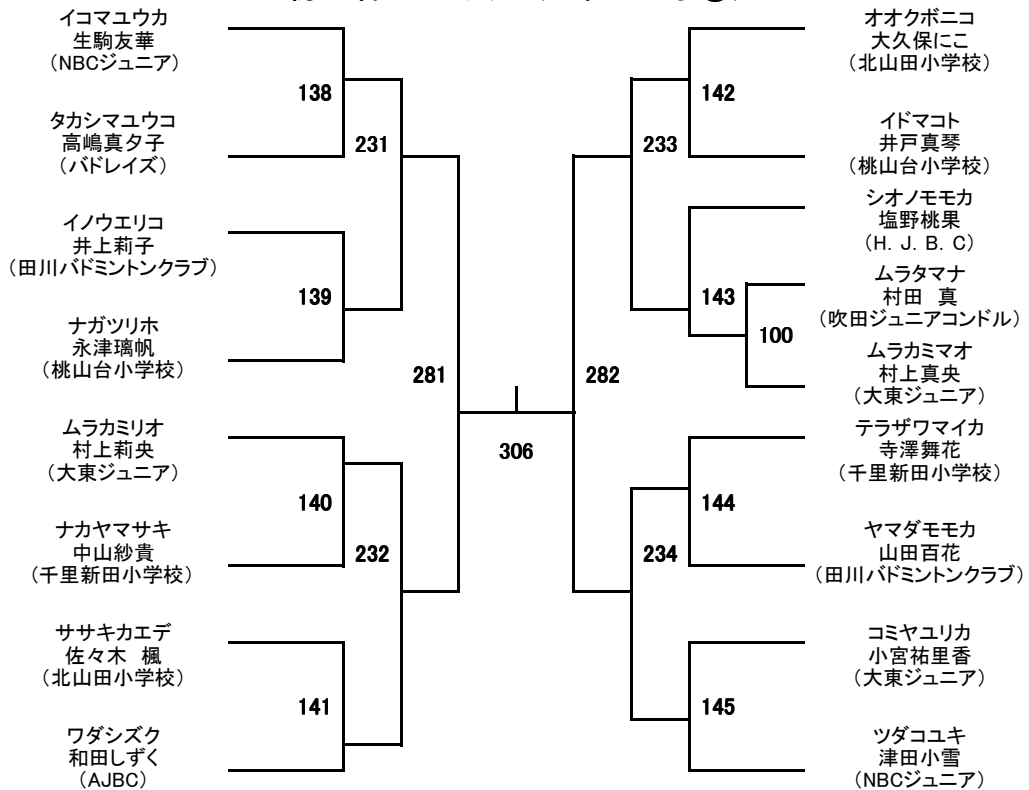 イコマユウカ
生駒友華
(NBCジュニア)
138
タカシマユウコ
高嶋真夕子
(バドレイズ)
231
イノウエリコ
井上莉子
(田川バドミントンクラブ)
139
ナガツリホ
永津璃帆
(桃山台小学校)
281
ムラカミリオ
村上莉央
(大東ジュニア)
140
ナカヤマサキ
中山紗貴
(千里新田小学校)
232
ササキカエデ
佐々木 楓
(北山田小学校)
141
ワダシズク
和田しずく
(AJBC)
306
オオクボニコ
大久保にこ
(北山田小学校)
142
イドマコト
井戸真琴
(桃山台小学校)
233
シオノモモカ
塩野桃果
(H. J. B. C)
143
ムラタマナ
村田 真
(吹田ジュニアコンドル)
100
ムラカミマオ
村上真央
(大東ジュニア)
282
テラザワマイカ
寺澤舞花
(千里新田小学校)
144
ヤマダモモカ
山田百花
(田川バドミントンクラブ)
234
コミヤユリカ
小宮祐里香
(大東ジュニア)
145
ツダコユキ
津田小雪
(NBCジュニア)